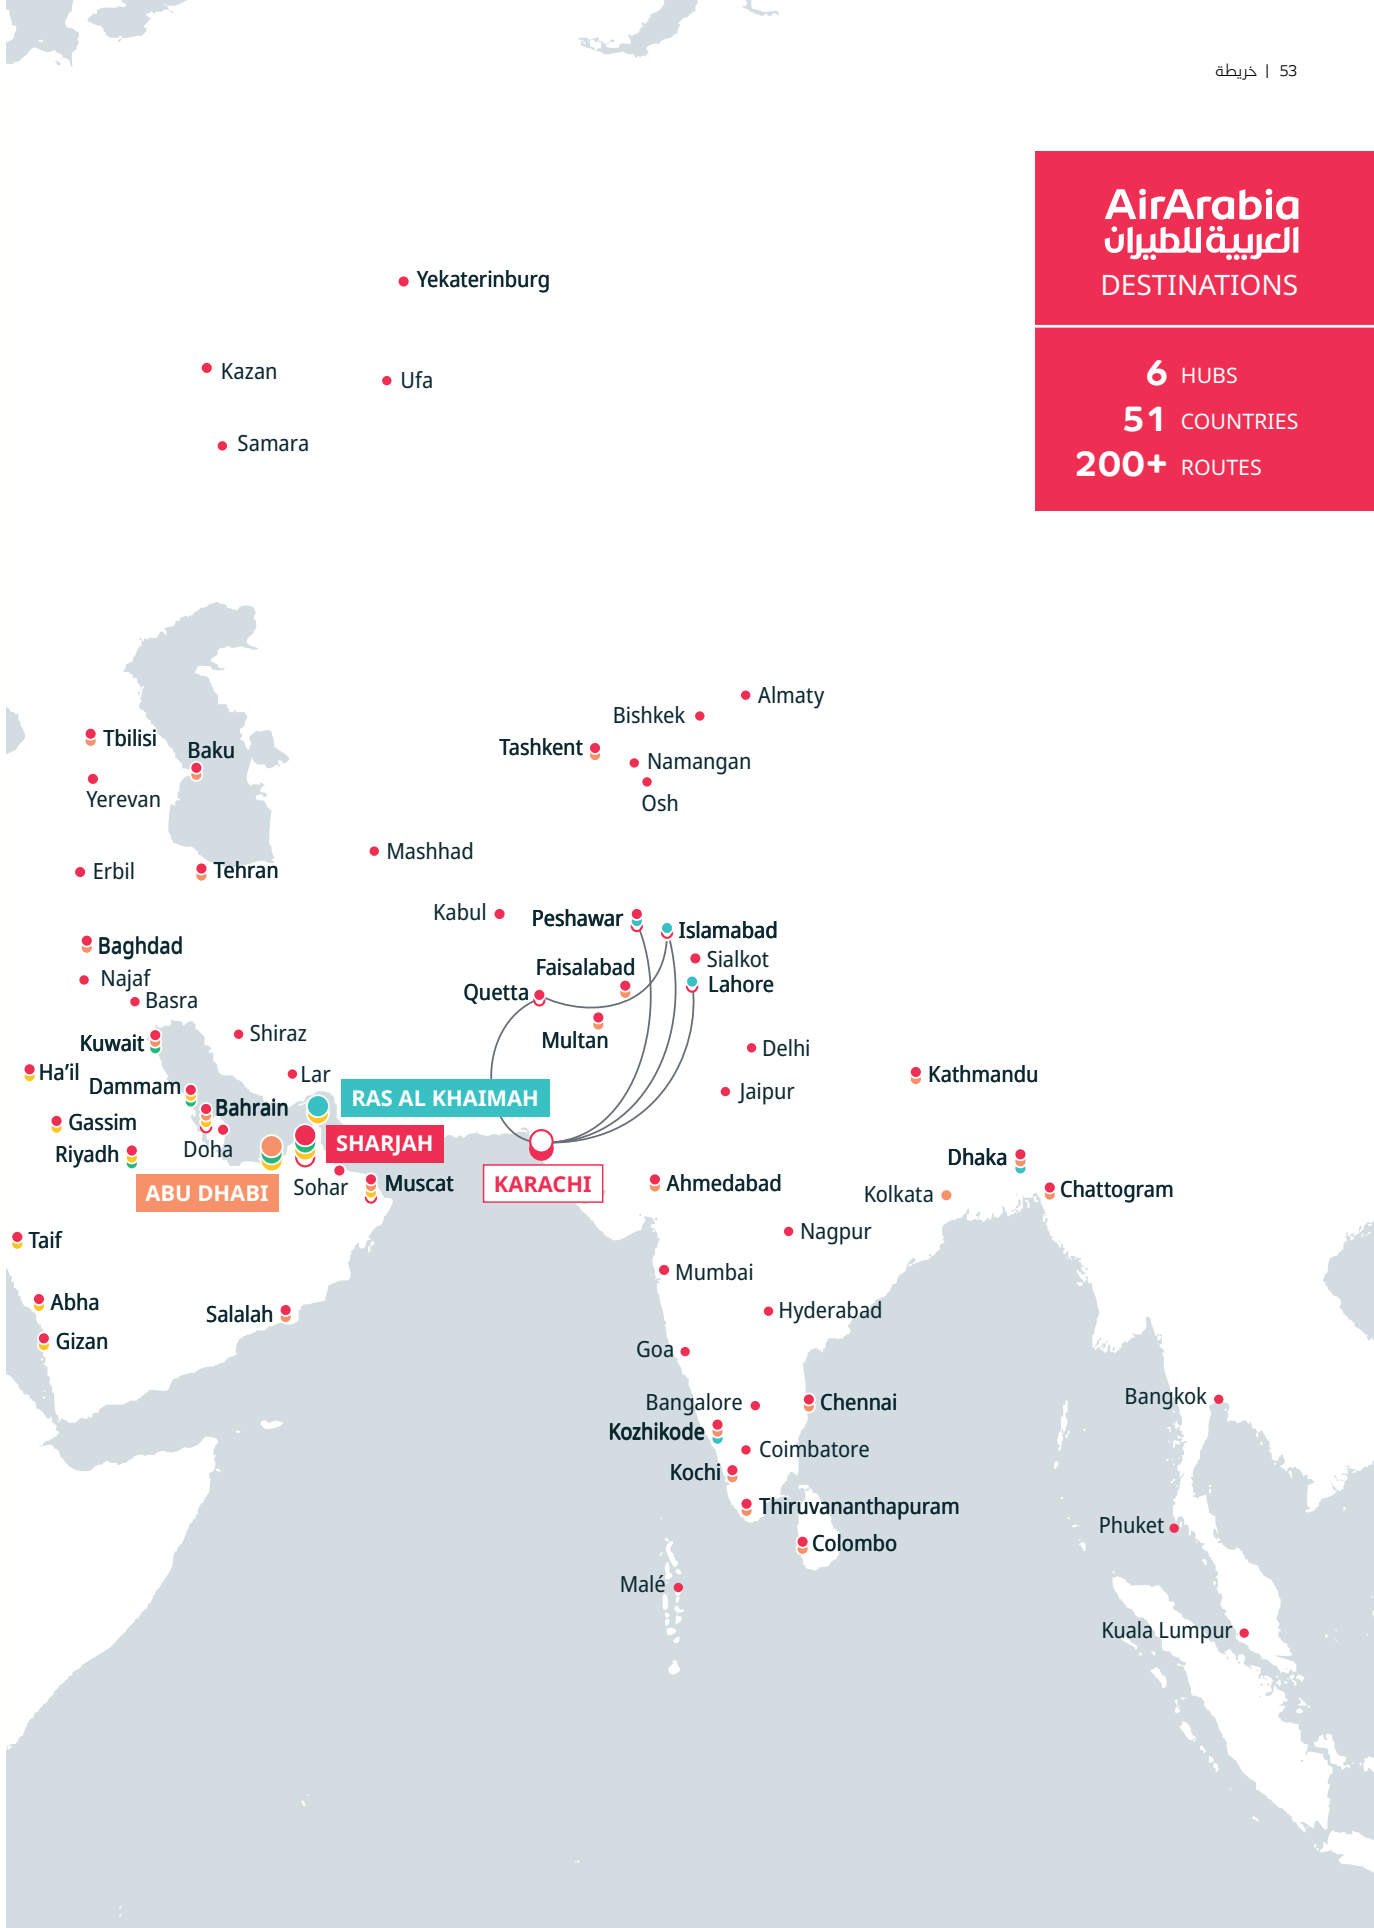 53 | خريطة
AirArabia
العربية للطيران
DESTINATIONS
6 HUBS
51 COUNTRIES
200+ ROUTES
Yekaterinburg
Kazan
Ufa
Samara
Almaty
Bishkek
Tbilisi
Baku
Tashkent
Namangan
Yerevan
Osh
Mashhad
Erbil
Tehran
Kabul
Peshawar
Islamabad
Baghdad
Sialkot
Faisalabad
Najaf
Lahore
Quetta
Basra
Shiraz
Multan
Kuwait
Delhi
Ha'il
Lar
Kathmandu
Dammam
Jaipur
RAS AL KHAIMAH
Bahrain
Gassim
SHARJAH
Doha
Riyadh
Dhaka
Muscat
KARACHI
Ahmedabad
Sohar
ABU DHABI
Kolkata
Chattogram
Nagpur
Taif
Mumbai
Abha
Hyderabad
Salalah
Gizan
Goa
Bangkok
Bangalore
Chennai
Kozhikode
Coimbatore
Kochi
Thiruvananthapuram
Phuket
Colombo
Malé
Kuala Lumpur